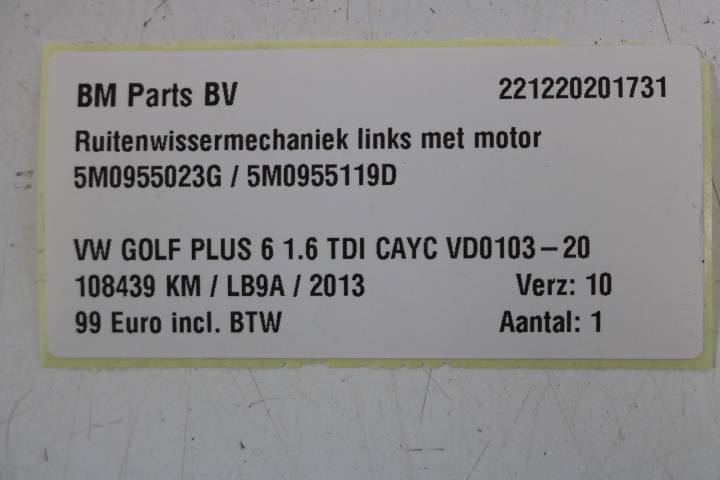 BM Parts BV 221220201731
Ruitenwissermechaniek links met motor
5M0955023G / 5M0955119D
VW GOLF PLUS 6 1.6 TDI CAYC VD0103-20
108439 KM / LB9A / 2013 Verz: 10
99 Euro incl. BTW Aantal: 1